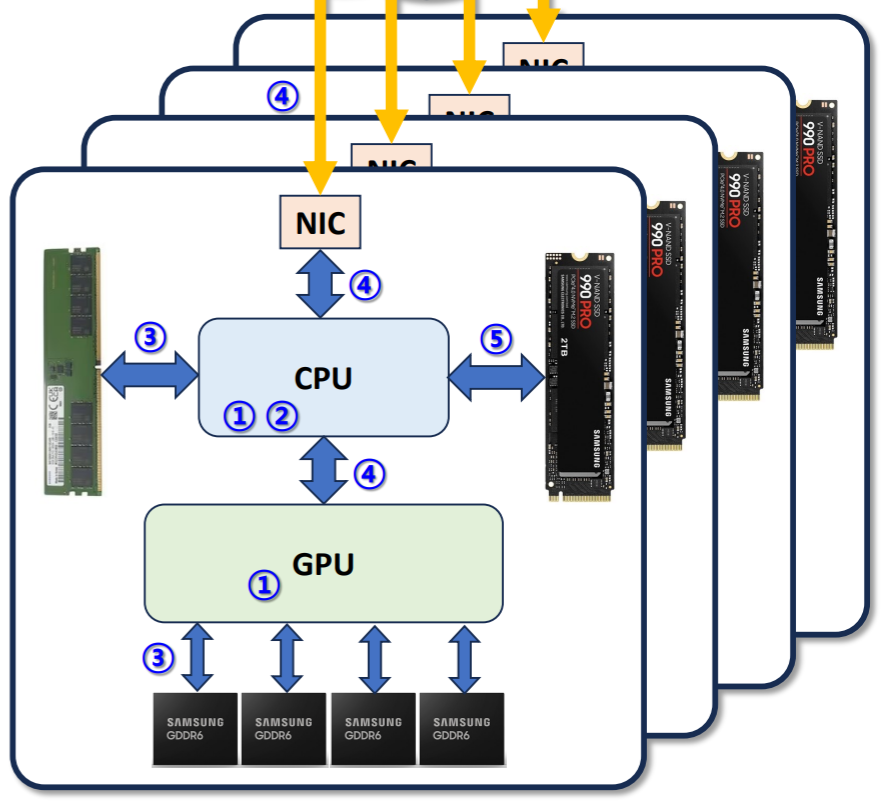 NIC
④
NIC
NIC
NIC
④
③
⑤
CPU
① ②
④
GPU
①
③
SAMSUNG
GDDR6
SAMSUNG
GDDR6
SAMSUNG
GDDR6
SAMSUNG
GDDR6
V-NAND SSD
990 PRO
2TB
SAMSUNG
V-NAND SSD
990 PRO
SAMSUNG
V-NAND SSD
990 PRO
SAMSUNG
V-NAND SSD
990 PRO
SAMSUNG